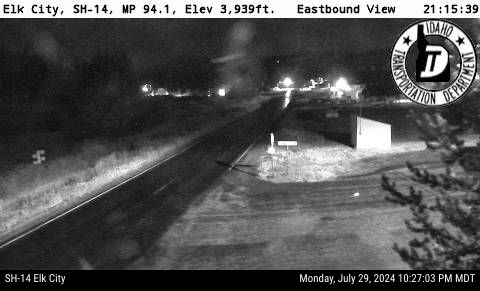 Elk City, SH-14, MP 94.1, Elev 3,939ft. Eastbound View 21:15:39
IDAHO
TRANSPORTATION DEPARTMENT
SH-14 Elk City Monday, July 29, 2024 10:27:03 PM MDT